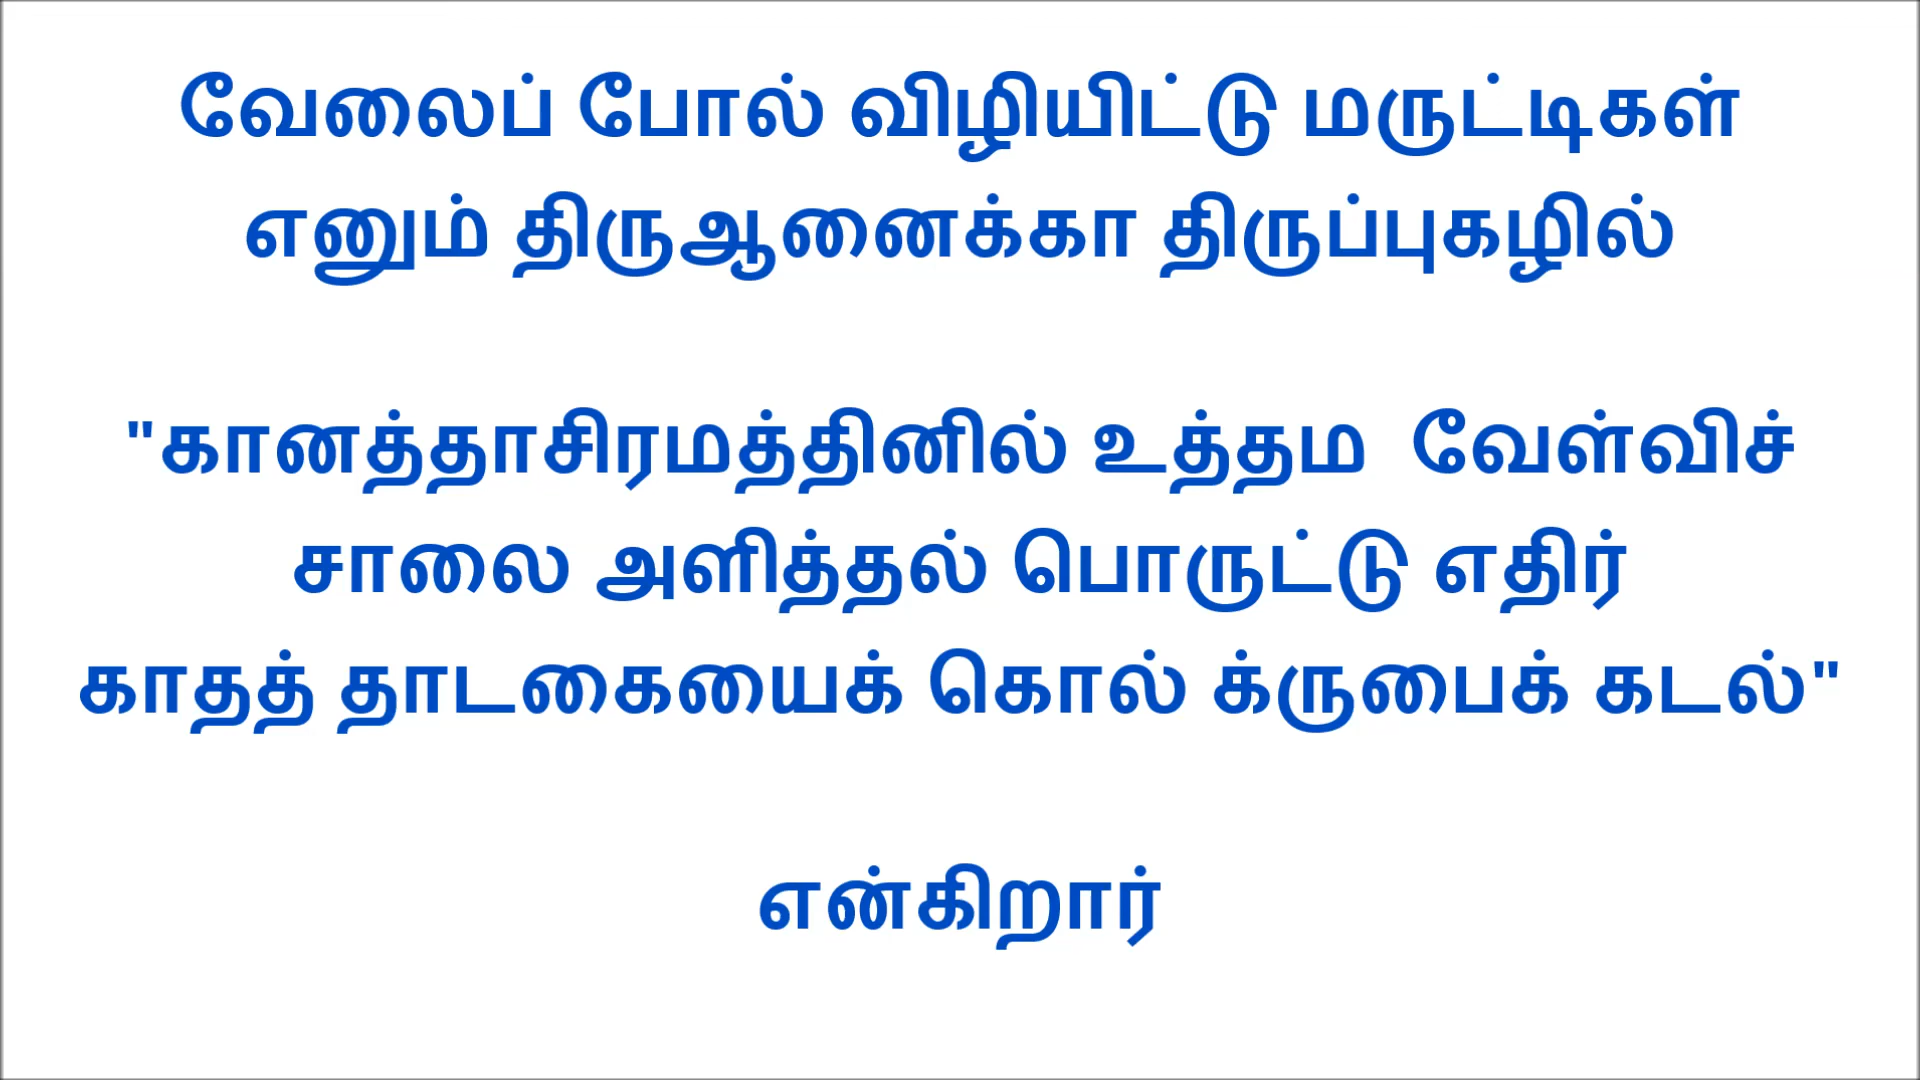 வேலைப் போல் விழியிட்டு மருட்டிகள்
எனும் திருஆனைக்கா திருப்புகழில்
"கானத்தாசிரமத்தினில் உத்தம  வேள்விச்
சாலை அளித்தல் பொருட்டு எதிர்
காதத் தாடகையைக் கொல் க்ருபைக் கடல்"
என்கிறார்